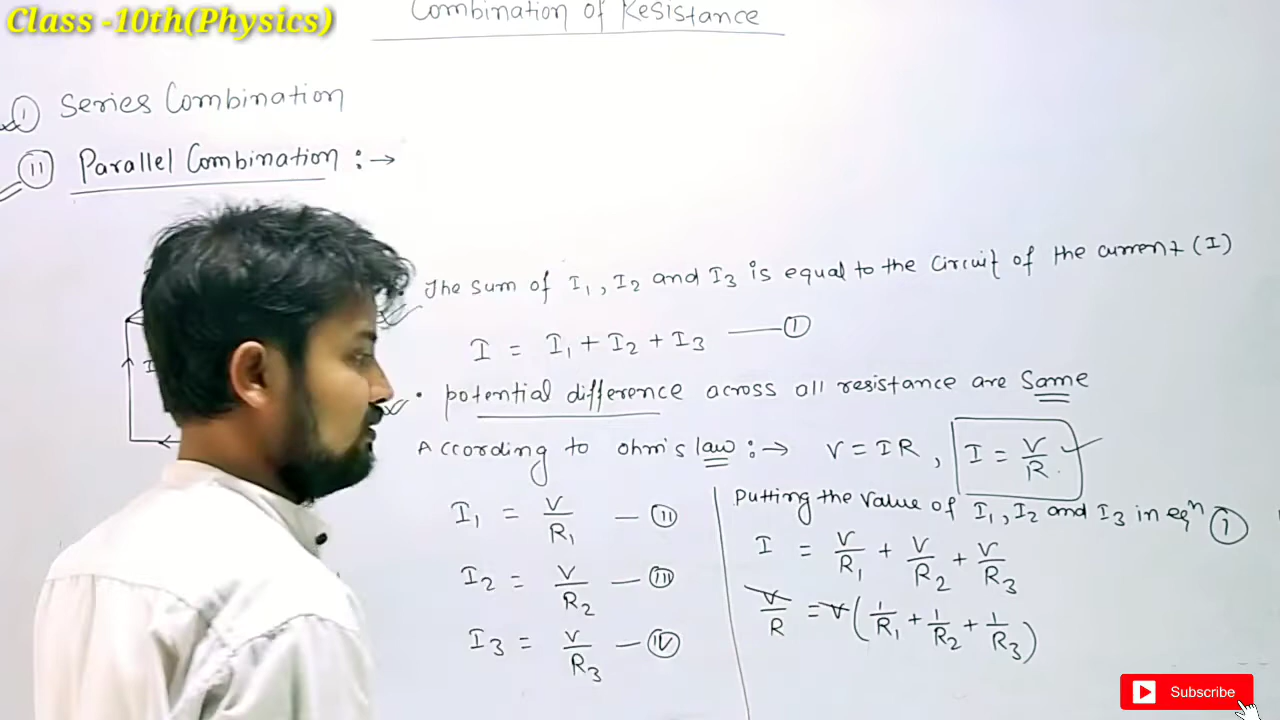 Class -10th(Physics)
Combination of Resistance
I Series Combination
II Parallel Combination :→
The sum of I1, I2 and I3 is equal to the circuit of the current (I)
I = I1 + I2 + I3 — I
• potential difference across all resistance are Same
According to ohm's law :→ V = IR, I = V/R
I1 = V/R1 — II
I2 = V/R2 — III
I3 = V/R3 — IV
Putting the value of I1, I2 and I3 in eqn I
I = V/R1 + V/R2 + V/R3
V/R = V(1/R1 + 1/R2 + 1/R3)
I
Subscribe